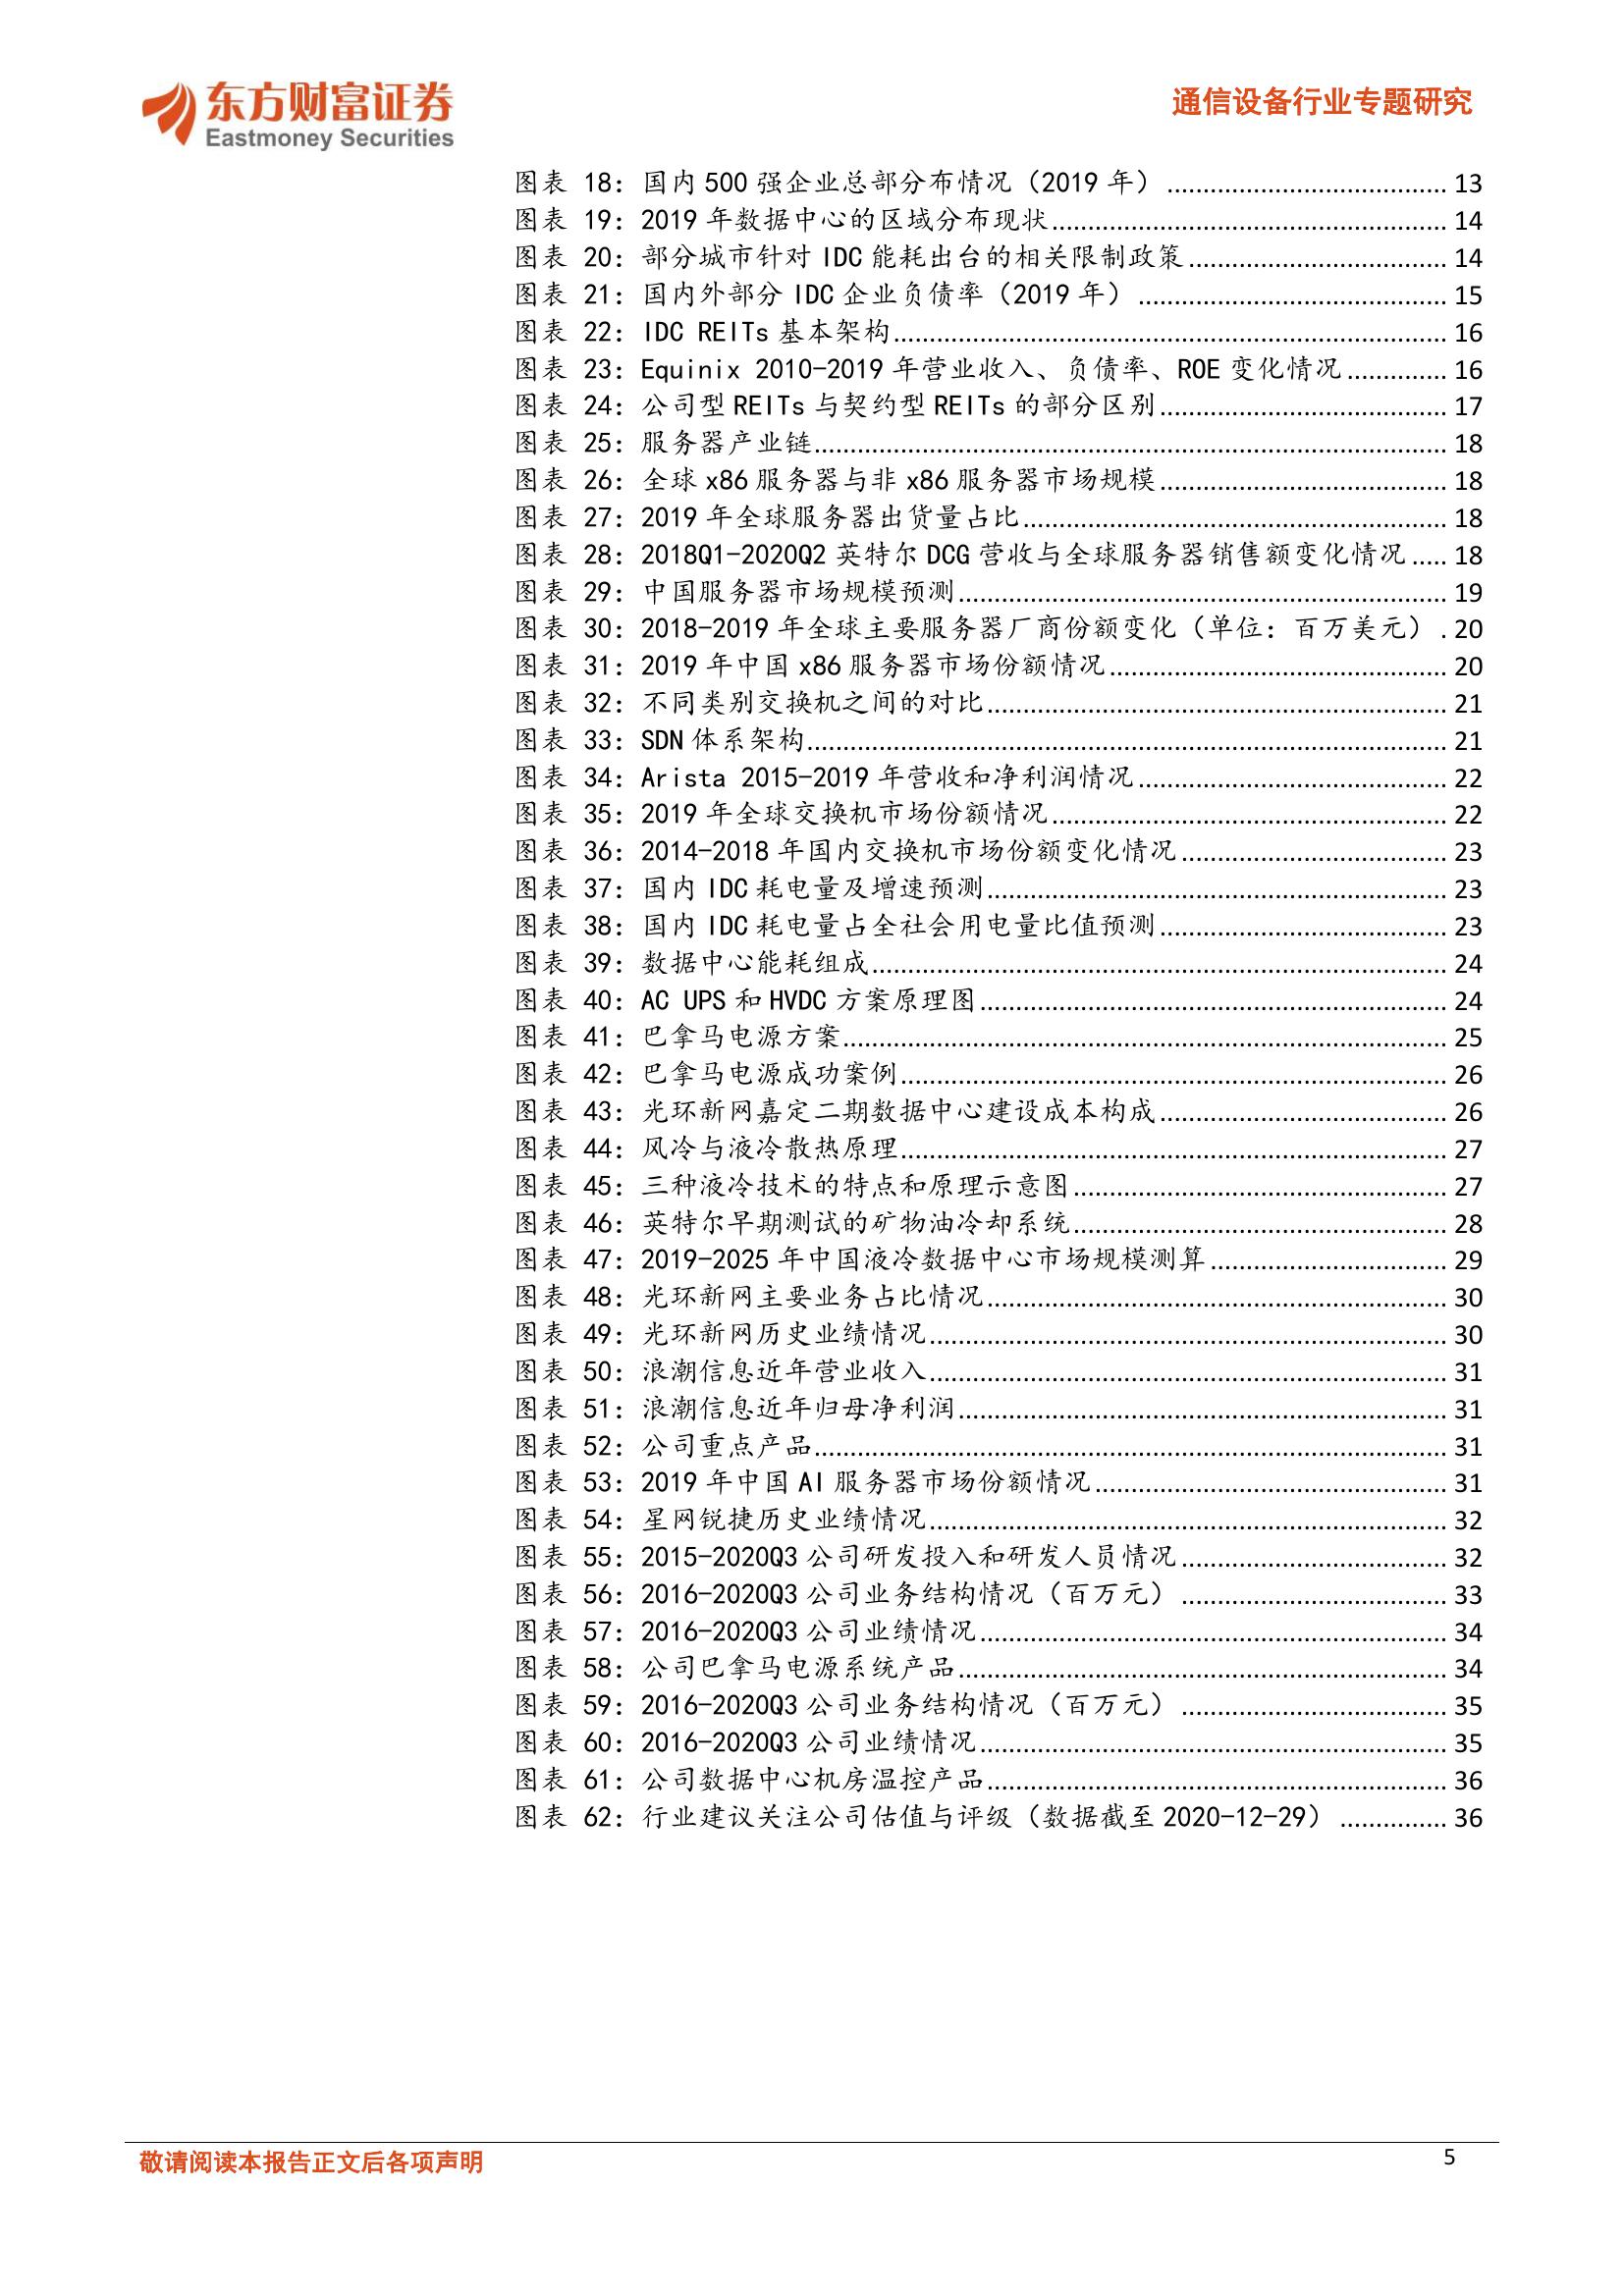 东方财富证券
Eastmoney Securities
通信设备行业专题研究
图表 18：国内 500 强企业总部分布情况（2019 年）.......................................13
图表 19：2019 年数据中心的区域分布现状.......................................................14
图表 20：部分城市针对 IDC 能耗出台的相关限制政策....................................14
图表 21：国内外部分 IDC 企业负债率（2019 年）...........................................15
图表 22：IDC REITs 基本架构.............................................................................16
图表 23：Equinix 2010-2019 年营业收入、负债率、ROE 变化情况..............16
图表 24：公司型 REITs 与契约型 REITs 的部分区别........................................17
图表 25：服务器产业链........................................................................................18
图表 26：全球 x86 服务器与非 x86 服务器市场规模........................................18
图表 27：2019 年全球服务器出货量占比...........................................................18
图表 28：2018Q1-2020Q2 英特尔 DCG 营收与全球服务器销售额变化情况.....18
图表 29：中国服务器市场规模预测....................................................................19
图表 30：2018-2019 年全球主要服务器厂商份额变化（单位：百万美元）.20
图表 31：2019 年中国 x86 服务器市场份额情况...............................................20
图表 32：不同类别交换机之间的对比................................................................21
图表 33：SDN 体系架构.........................................................................................21
图表 34：Arista 2015-2019 年营收和净利润情况...........................................22
图表 35：2019 年全球交换机市场份额情况.......................................................22
图表 36：2014-2018 年国内交换机市场份额变化情况.....................................23
图表 37：国内 IDC 耗电量及增速预测................................................................23
图表 38：国内 IDC 耗电量占全社会用电量比值预测........................................23
图表 39：数据中心能耗组成................................................................................24
图表 40：AC UPS 和 HVDC 方案原理图.................................................................24
图表 41：巴拿马电源方案....................................................................................25
图表 42：巴拿马电源成功案例............................................................................26
图表 43：光环新网嘉定二期数据中心建设成本构成........................................26
图表 44：风冷与液冷散热原理............................................................................27
图表 45：三种液冷技术的特点和原理示意图....................................................27
图表 46：英特尔早期测试的矿物油冷却系统....................................................28
图表 47：2019-2025 年中国液冷数据中心市场规模测算.................................29
图表 48：光环新网主要业务占比情况................................................................30
图表 49：光环新网历史业绩情况........................................................................30
图表 50：浪潮信息近年营业收入........................................................................31
图表 51：浪潮信息近年归母净利润....................................................................31
图表 52：公司重点产品........................................................................................31
图表 53：2019 年中国 AI 服务器市场份额情况.................................................31
图表 54：星网锐捷历史业绩情况........................................................................32
图表 55：2015-2020Q3 公司研发投入和研发人员情况.....................................32
图表 56：2016-2020Q3 公司业务结构情况（百万元）.....................................33
图表 57：2016-2020Q3 公司业绩情况.................................................................34
图表 58：公司巴拿马电源系统产品....................................................................34
图表 59：2016-2020Q3 公司业务结构情况（百万元）.....................................35
图表 60：2016-2020Q3 公司业绩情况.................................................................35
图表 61：公司数据中心机房温控产品................................................................36
图表 62：行业建议关注公司估值与评级（数据截至 2020-12-29）...............36
敬请阅读本报告正文后各项声明
5